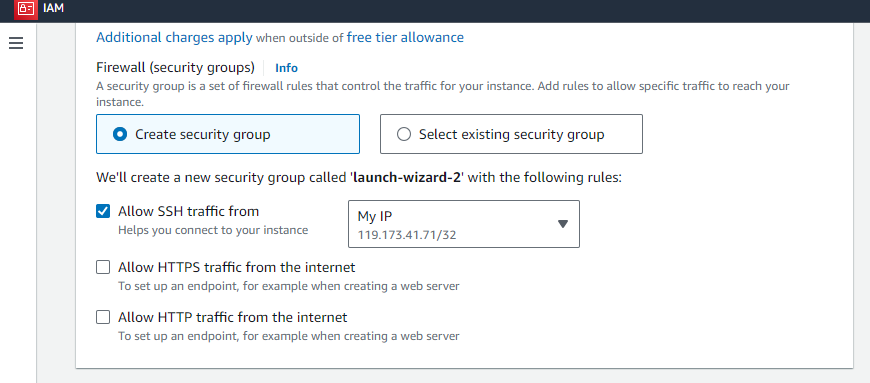 IAM
Additional charges apply when outside of free tier allowance
Firewall (security groups) Info
A security group is a set of firewall rules that control the traffic for your instance. Add rules to allow specific traffic to reach your
instance.
Create security group Select existing security group
We'll create a new security group called 'launch-wizard-2' with the following rules:
Allow SSH traffic from
Helps you connect to your instance
My IP
119.173.41.71/32
Allow HTTPS traffic from the internet
To set up an endpoint, for example when creating a web server
Allow HTTP traffic from the internet
To set up an endpoint, for example when creating a web server